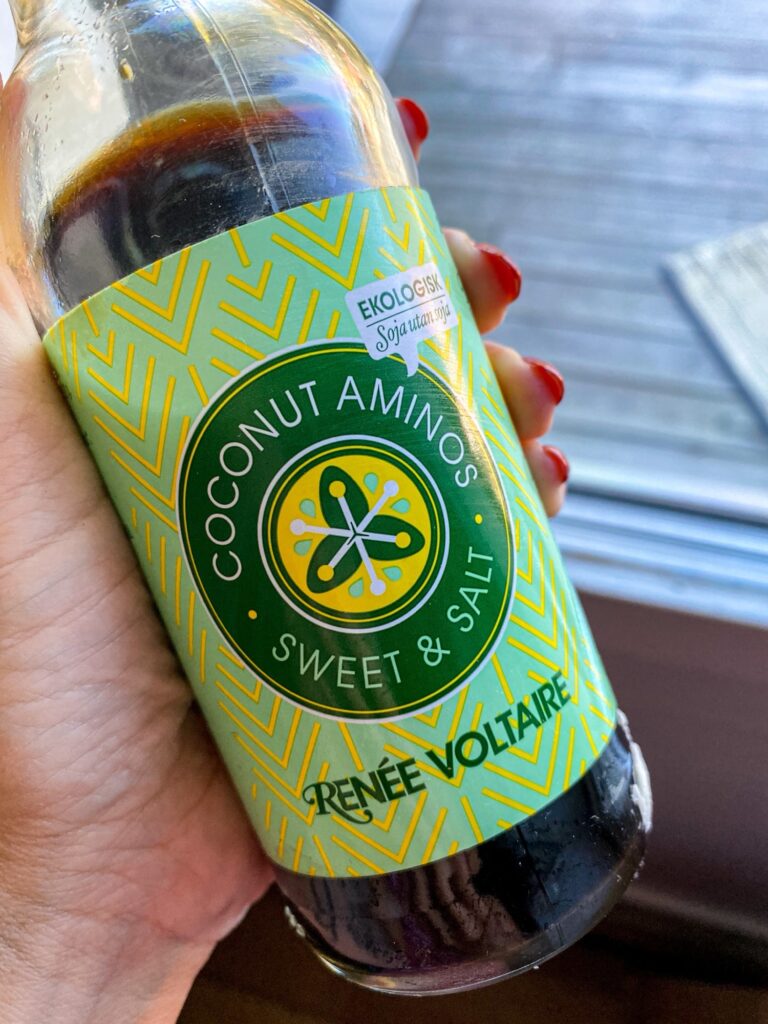 EKOLOGISK
Soja utan soja
COCONUT AMINOS
SWEET & SALT
RENÉE VOLTAIRE